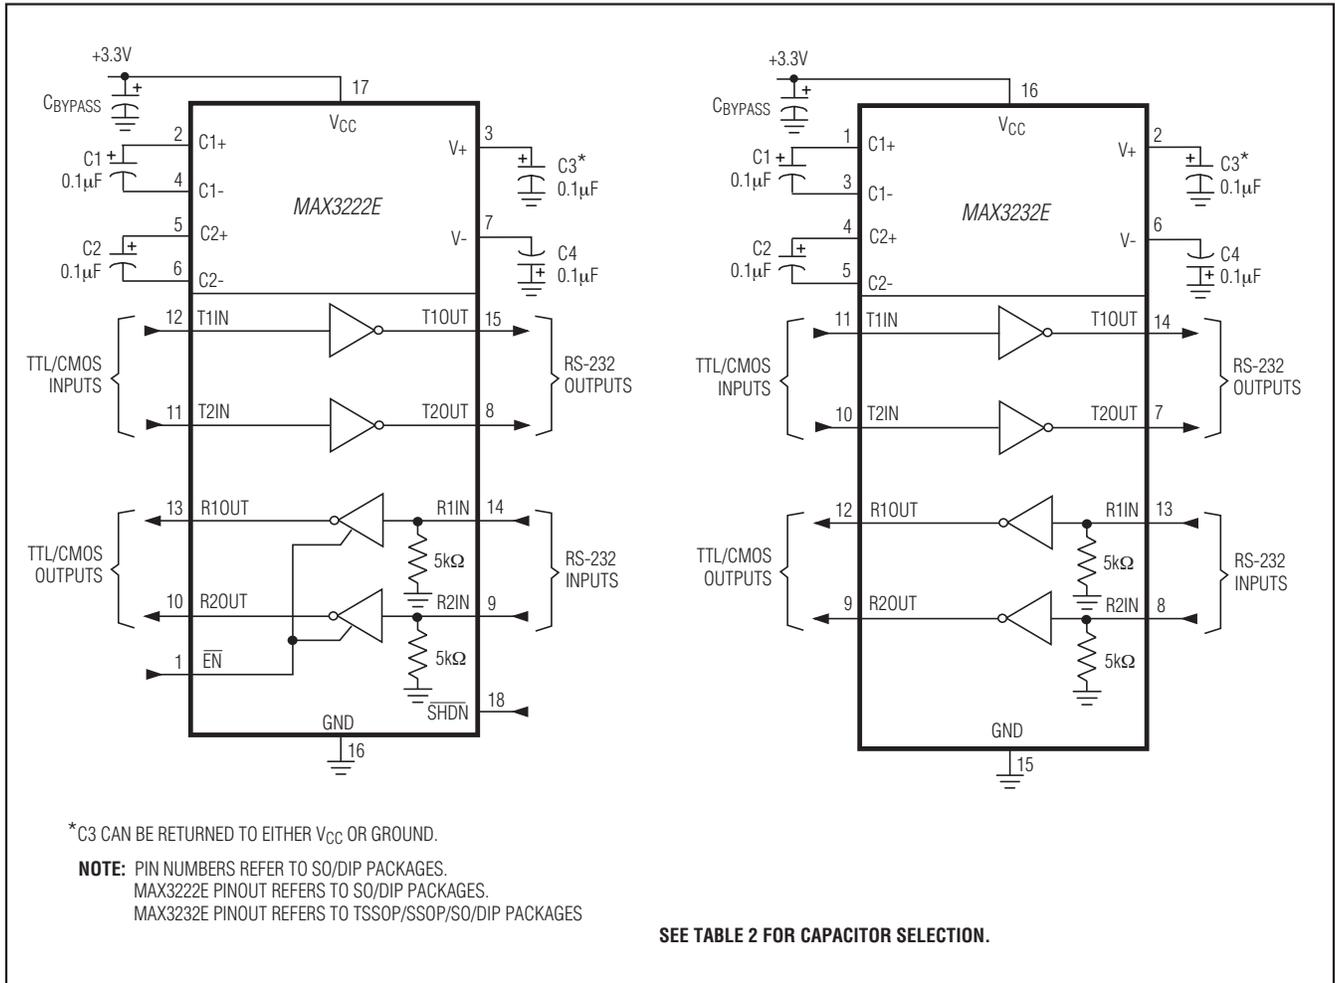 +3.3V
17
CBYPASS
+
VCC
2
C1+
3
V+
C1
+
0.1µF
+
C3*
0.1µF
4
C1-
MAX3222E
5
C2+
7
V-
C2
+
0.1µF
C4
+
0.1µF
6
C2-
12
T1IN
T1OUT
15
TTL/CMOS
INPUTS
RS-232
OUTPUTS
11
T2IN
T2OUT
8
13
R1OUT
R1IN
14
TTL/CMOS
OUTPUTS
5kΩ
RS-232
INPUTS
10
R2OUT
R2IN
9
5kΩ
1
EN
SHDN
18
GND
16
+3.3V
16
CBYPASS
+
VCC
1
C1+
2
V+
C1
+
0.1µF
+
C3*
0.1µF
3
C1-
MAX3232E
4
C2+
6
V-
C2
+
0.1µF
C4
+
0.1µF
5
C2-
11
T1IN
T1OUT
14
TTL/CMOS
INPUTS
RS-232
OUTPUTS
10
T2IN
T2OUT
7
12
R1OUT
R1IN
13
TTL/CMOS
OUTPUTS
5kΩ
RS-232
INPUTS
9
R2OUT
R2IN
8
5kΩ
GND
15
*C3 CAN BE RETURNED TO EITHER VCC OR GROUND.
NOTE: PIN NUMBERS REFER TO SO/DIP PACKAGES.
MAX3222E PINOUT REFERS TO SO/DIP PACKAGES.
MAX3232E PINOUT REFERS TO TSSOP/SSOP/SO/DIP PACKAGES
SEE TABLE 2 FOR CAPACITOR SELECTION.